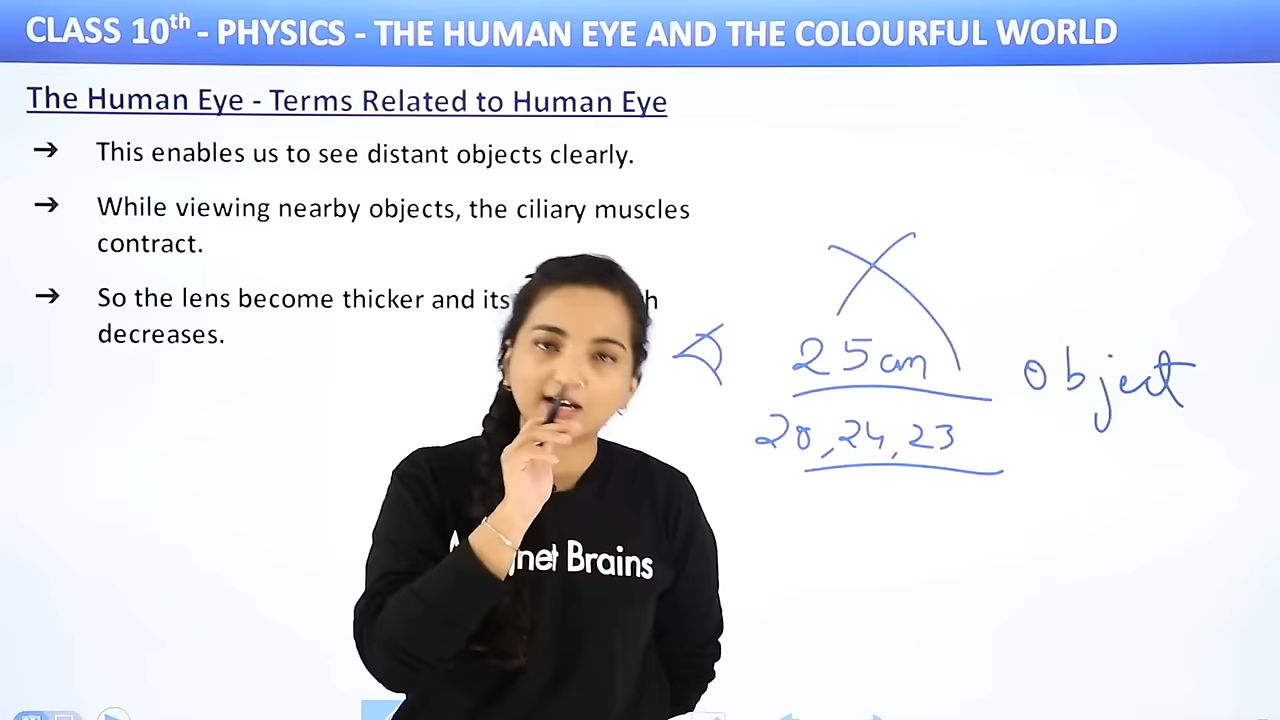 CLASS 10th - PHYSICS - THE HUMAN EYE AND THE COLOURFUL WORLD
The Human Eye - Terms Related to Human Eye
→ This enables us to see distant objects clearly.
→ While viewing nearby objects, the ciliary muscles
contract.
→ So the lens become thicker and its h
decreases.
25cm
object
20, 24, 23
net Brains